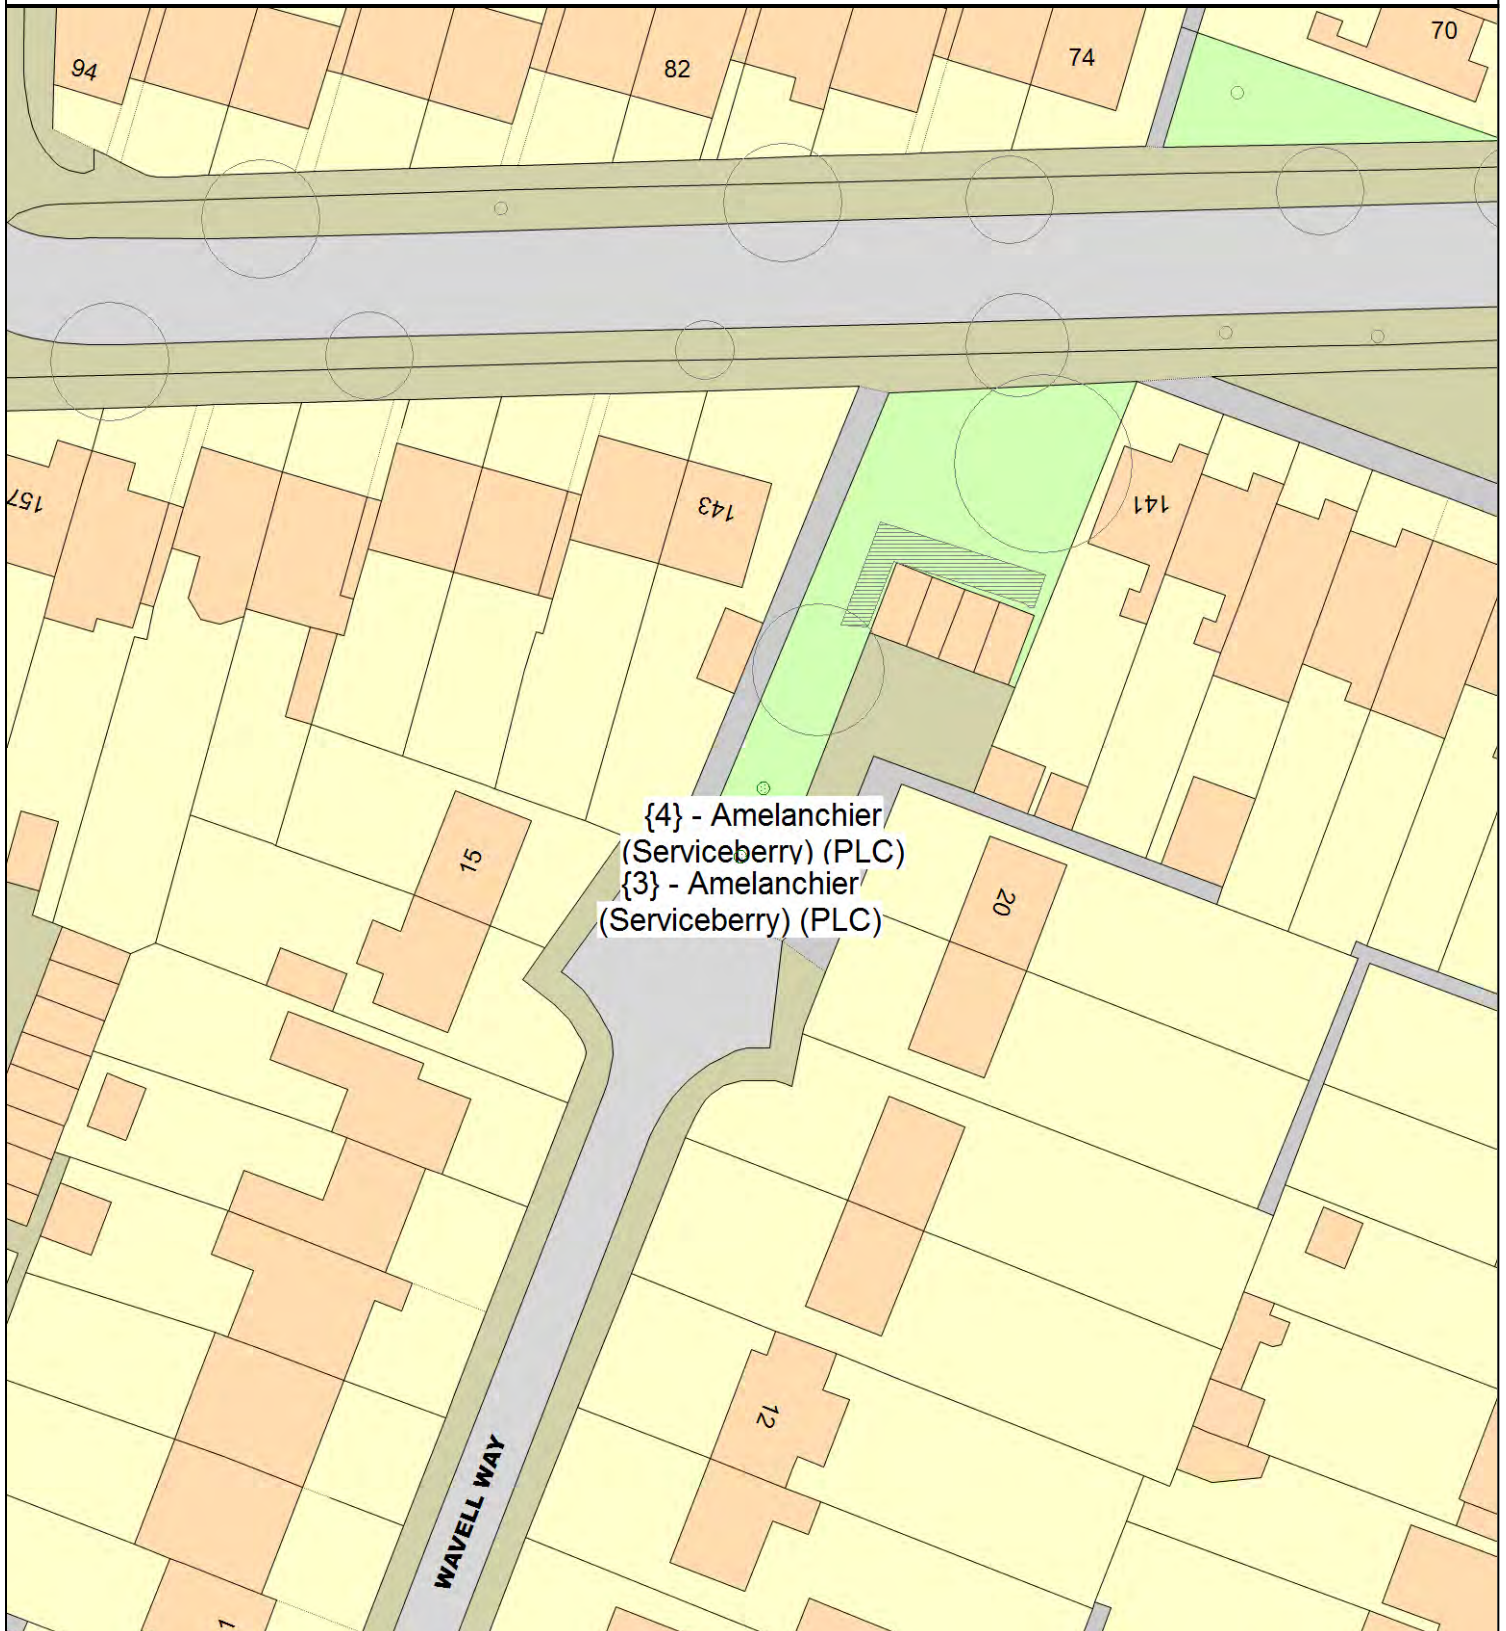 70
74
82
94
157
143
141
{4} - Amelanchier
(Serviceberry) (PLC)
{3} - Amelanchier
(Serviceberry) (PLC)
15
20
12
WAVELL WAY
1